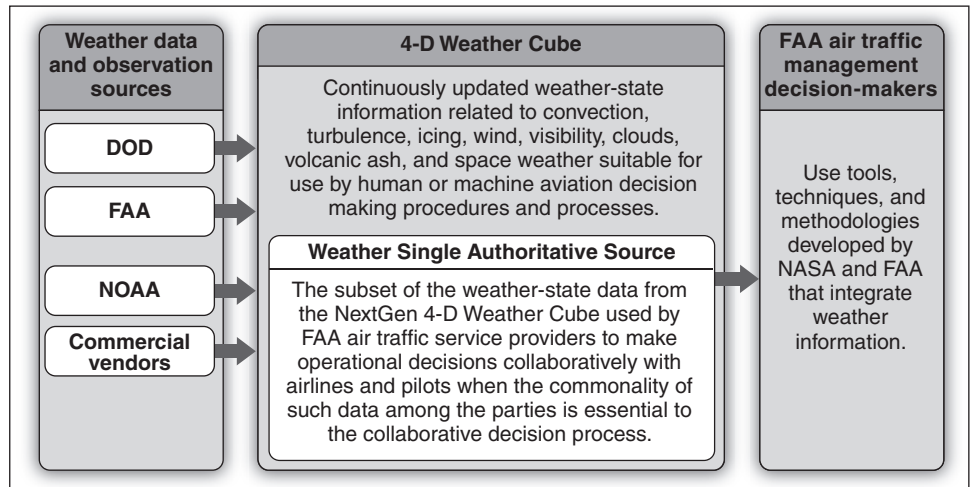 Weather data
and observation
sources
DOD
FAA
NOAA
Commercial
vendors
4-D Weather Cube
Continuously updated weather-state
information related to convection,
turbulence, icing, wind, visibility, clouds,
volcanic ash, and space weather suitable for
use by human or machine aviation decision
making procedures and processes.
Weather Single Authoritative Source
The subset of the weather-state data from
the NextGen 4-D Weather Cube used by
FAA air traffic service providers to make
operational decisions collaboratively with
airlines and pilots when the commonality of
such data among the parties is essential to
the collaborative decision process.
FAA air traffic
management
decision-makers
Use tools,
techniques, and
methodologies
developed by
NASA and FAA
that integrate
weather
information.